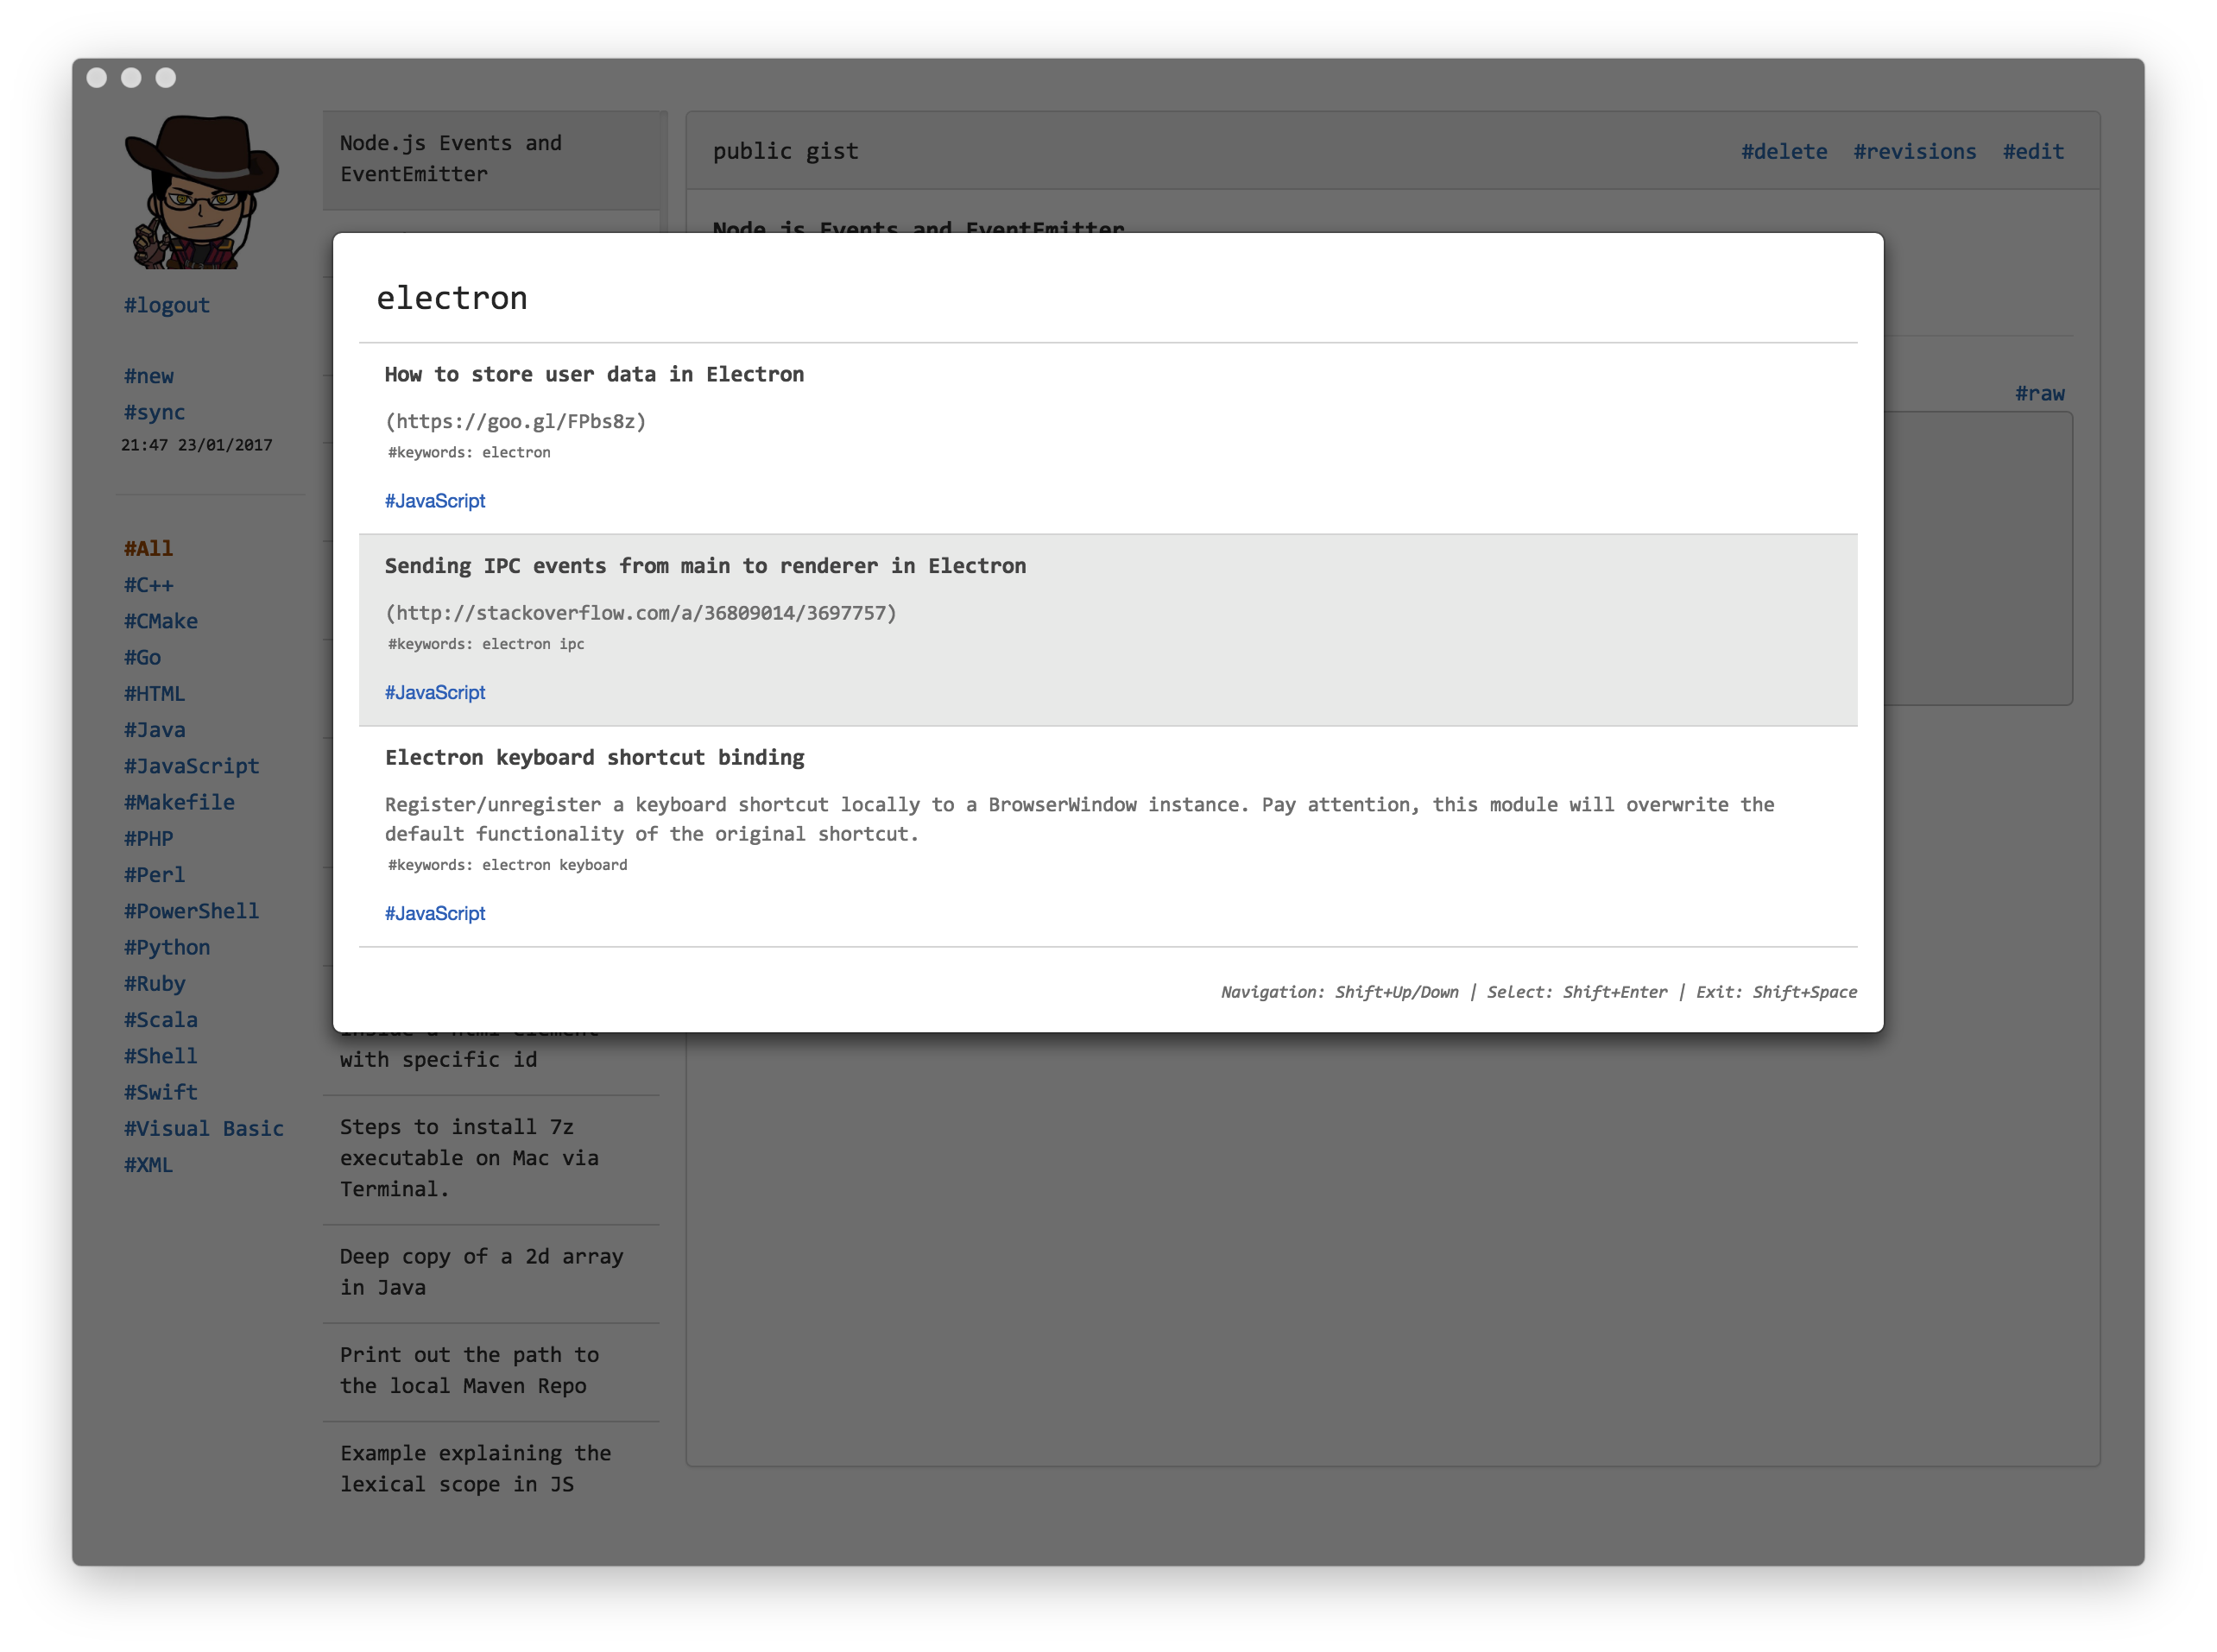 #logout
#new
#sync
21:47 23/01/2017
#All
#C++
#CMake
#Go
#HTML
#Java
#JavaScript
#Makefile
#PHP
#Perl
#PowerShell
#Python
#Ruby
#Scala
#Shell
#Swift
#Visual Basic
#XML
Node.js Events and
EventEmitter
inside a html element
with specific id
Steps to install 7z
executable on Mac via
Terminal.
Deep copy of a 2d array
in Java
Print out the path to
the local Maven Repo
Example explaining the
lexical scope in JS
public gist
#delete #revisions #edit
Node.js Events and EventEmitter
#raw
electron
How to store user data in Electron
(https://goo.gl/FPbs8z)
#keywords: electron
#JavaScript
Sending IPC events from main to renderer in Electron
(http://stackoverflow.com/a/36809014/3697757)
#keywords: electron ipc
#JavaScript
Electron keyboard shortcut binding
Register/unregister a keyboard shortcut locally to a BrowserWindow instance. Pay attention, this module will overwrite the
default functionality of the original shortcut.
#keywords: electron keyboard
#JavaScript
Navigation: Shift+Up/Down | Select: Shift+Enter | Exit: Shift+Space